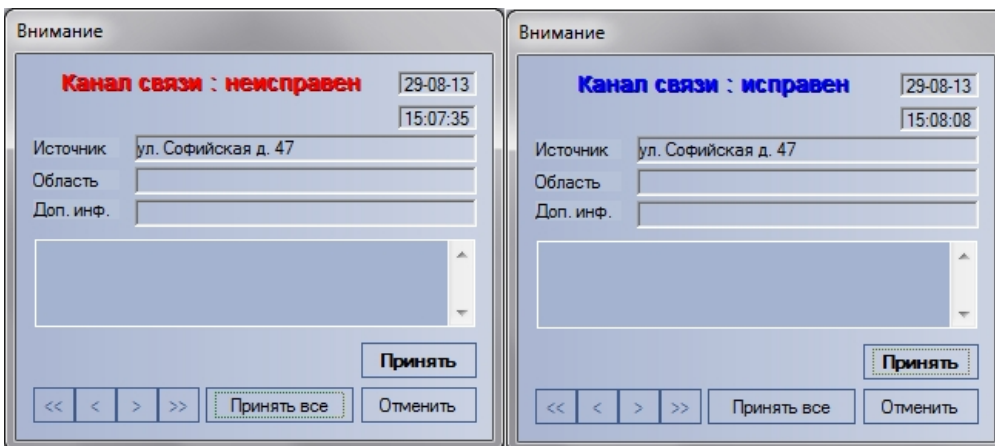 Внимание
Канал связи : неисправен
29-08-13
15:07:35
Источник ул. Софийская д. 47
Область
Доп. инф.
Принять
<< < > >> Принять все Отменить
Внимание
Канал связи : исправен
29-08-13
15:08:08
Источник ул. Софийская д. 47
Область
Доп. инф.
Принять
<< < > >> Принять все Отменить